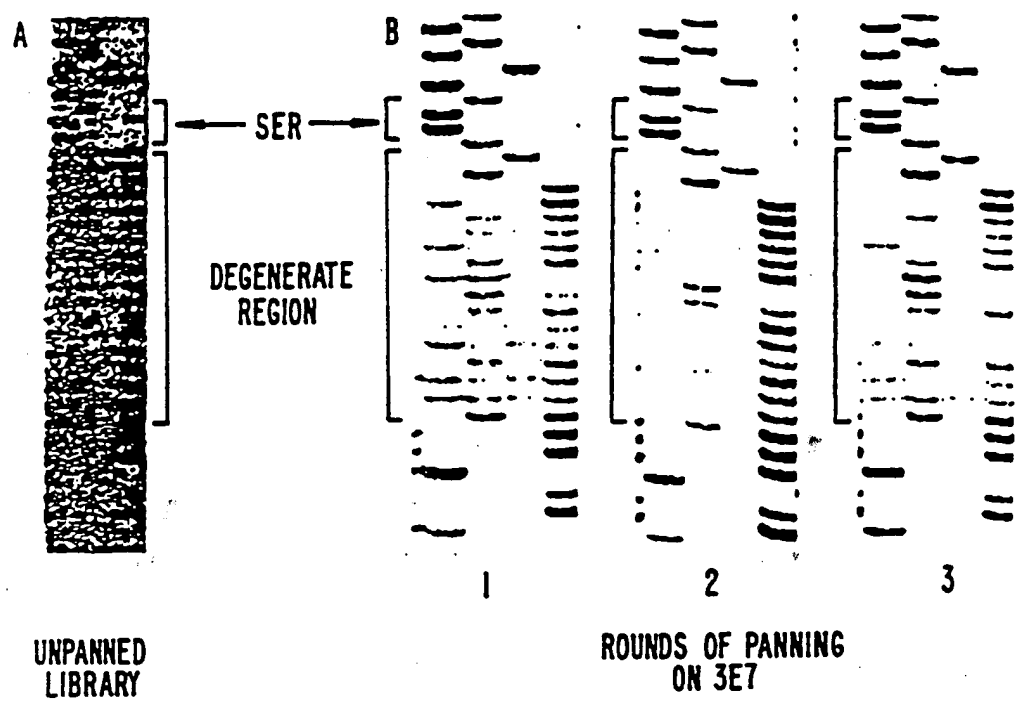 A
B
SER
DEGENERATE
REGION
1
2
3
UNPANNED
LIBRARY
ROUNDS OF PANNING
ON 3E7